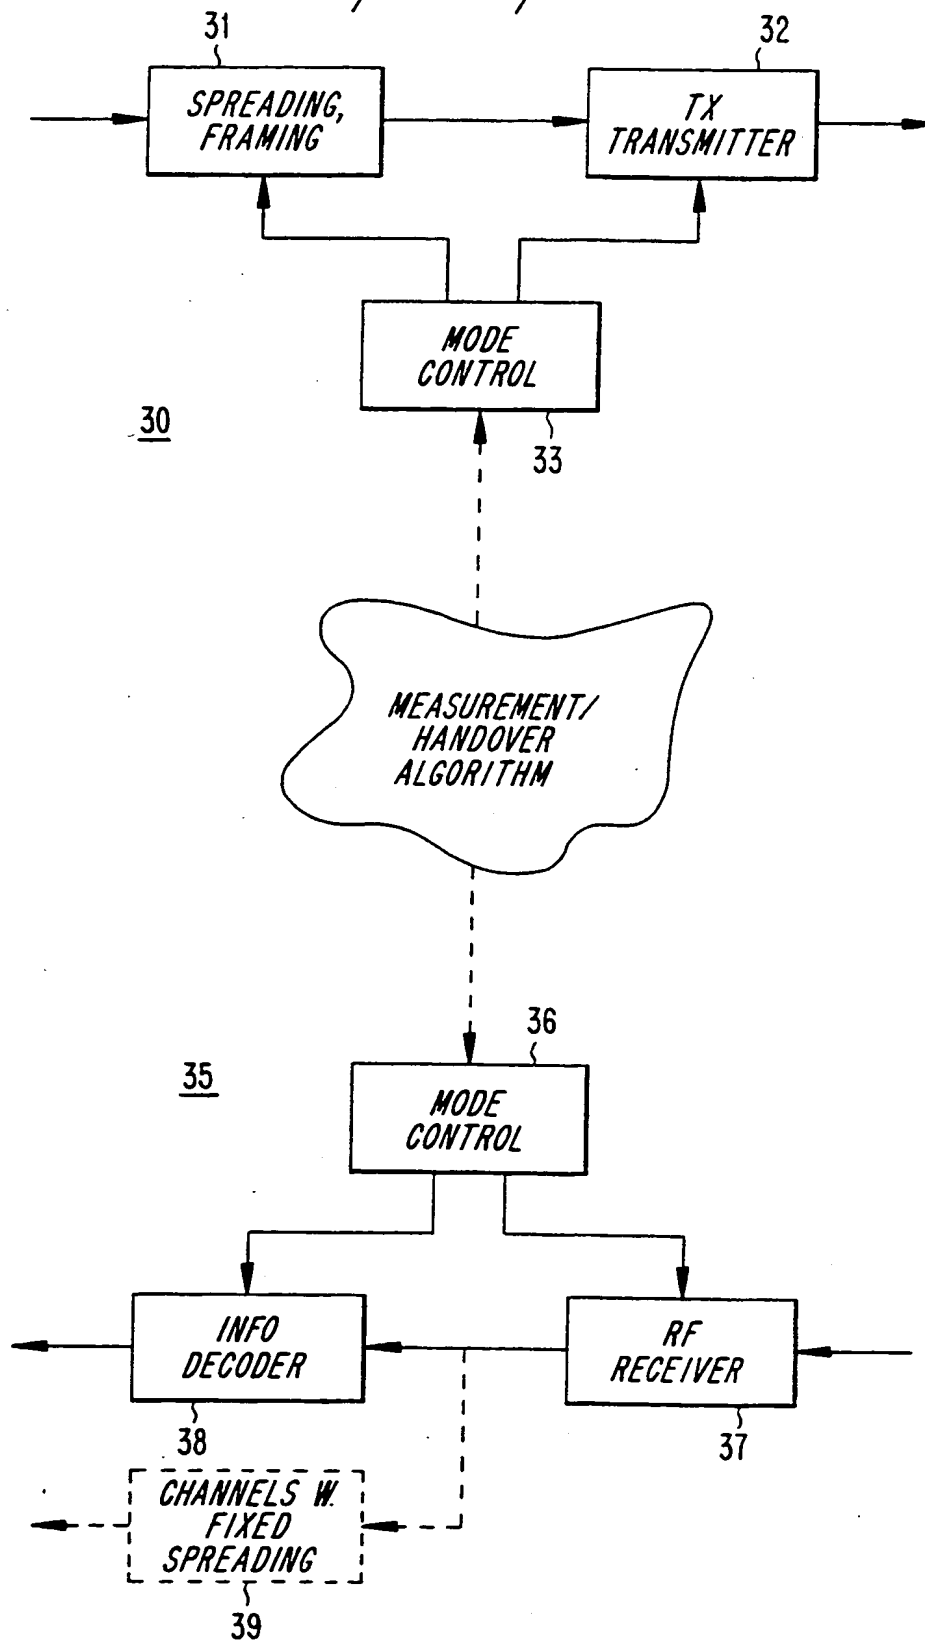 31
32
SPREADING,
FRAMING
TX
TRANSMITTER
MODE
CONTROL
30
33
MEASUREMENT/
HANDOVER
ALGORITHM
36
35
MODE
CONTROL
INFO
DECODER
RF
RECEIVER
38
37
CHANNELS W.
FIXED
SPREADING
39